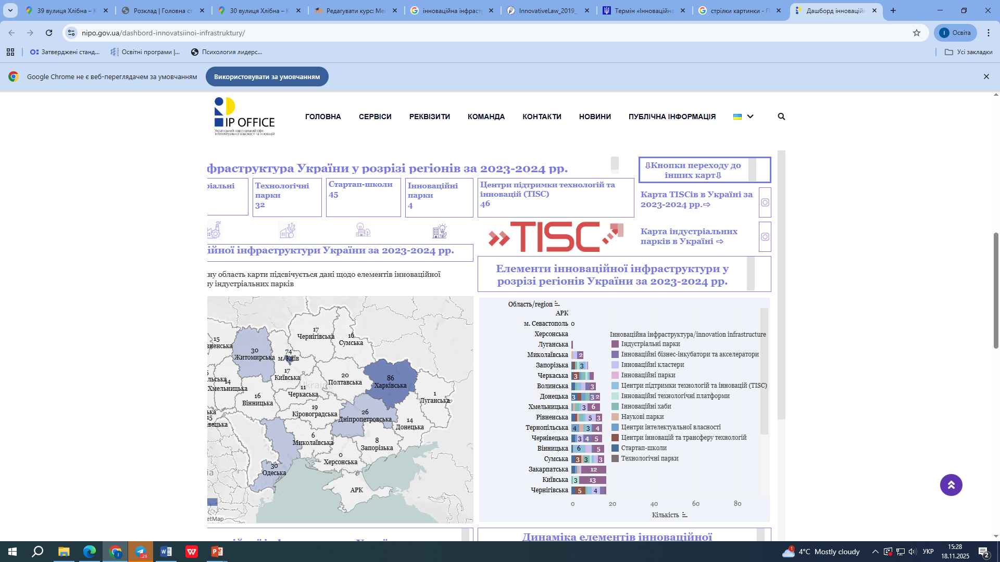 39 вулиця Хлібна – К
Розклад | Головна ст
30 вулиця Хлібна – К
Редагувати курс: Ме
інноваційна інфраст
InnovativeLaw_2019_
Термін «Інноваційна
стрілки картинки - П
Дашборд інноваційн
nipo.gov.ua/dashbord-innovatsiinoi-infrastruktury/
Освіта
Затверджені станд...
Освітні програми |...
Психология лидерс...
Усі закладки
Google Chrome не є веб-переглядачем за умовчанням
Використовувати за умовчанням
IP OFFICE
Український національний офіс
інтелектуальної власності та інновацій
ГОЛОВНА
СЕРВІСИ
РЕКВІЗИТИ
КОМАНДА
КОНТАКТИ
НОВИНИ
ПУБЛІЧНА ІНФОРМАЦІЯ
фраструктура України у розрізі регіонів за 2023-2024 рр.
⇩Кнопки переходу до
інших карт⇩
ріальні
Технологічні
парки
32
Стартап-школи
45
Інноваційні
парки
4
Центри підтримки технологій та
інновацій (TISC)
46
Карта TISCів в Україні за
2023-2024 рр.⇨
TISC
Карта індустріальних
парків в Україні ⇨
ійної інфраструктури України за 2023-2024 рр.
ну область карти підсвічується дані щодо елементів інноваційної
у індустріальних парків
Елементи інноваційної інфраструктури у
розрізі регіонів України за 2023-2024 рр.
17
Чернігівська
16
Сумська
15
вненська
30
Житомирська
74
м. Київ
17
Київська
20
Полтавська
86
Харківська
5
льська
14
Хмельницька
11
Черкаська
Ukraine
16
Вінницька
1
Луганська
19
Кіровоградська
26
Дніпропетровська
14
Донецька
ька
15
вецька
6
Миколаївська
8
Запорізька
0
Херсонська
30
Одеська
АРК
etMap
Область/region
АРК
м. Севастополь 0
Херсонська
Луганська
Миколаївська 2
Запорізька 3
Черкаська 3
Волинська 3
Донецька 3 3 2
Хмельницька 3 6
Рівненська 5 3
Тернопільська 4 3 4
Чернівецька 3 4 5
Вінницька 6 5
Сумська 3 3 3
Закарпатська 12
Київська 3 13
Чернігівська 5 4
0 20 40 60 80
Кількість
Інноваційна інфраструктура/innovation infrastructure
Індустріальні парки
Інноваційні бізнес-інкубатори та акселератори
Інноваційні кластери
Інноваційні парки
Центри підтримки технологій та інновацій (TISC)
Інноваційні технологічні платформи
Інноваційні хаби
Наукові парки
Центри інтелектуальної власності
Центри інновацій та трансферу технологій
Стартап-школи
Технологічні парки
Динаміка елементів інноваційної
.29
1
4°C Mostly cloudy
УКР
15:28
18.11.2025
2